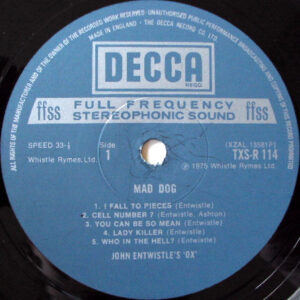 ALL RIGHTS OF THE MANUFACTURER AND OF THE OWNER OF THE RECORDED WORK RESERVED · UNAUTHORISED PUBLIC PERFORMANCE BROADCASTING AND COPYING OF THIS RECORD PROHIBITED
MADE IN ENGLAND · THE DECCA RECORD CO. LTD.
DECCA
REGD
ffss FULL FREQUENCY ffss
STEREOPHONIC SOUND
SPEED 33⅓ Side (XZAL.13581P)
1 TXS-R 114
Whistle Rymes Ltd. ℗ 1975 Whistle Rymes Ltd.
MAD DOG
1. I FALL TO PIECES (Entwistle)
2. CELL NUMBER 7 (Entwistle, Ashton)
3. YOU CAN BE SO MEAN (Entwistle)
4. LADY KILLER (Entwistle)
5. WHO IN THE HELL? (Entwistle)
JOHN ENTWISTLE'S 'OX'